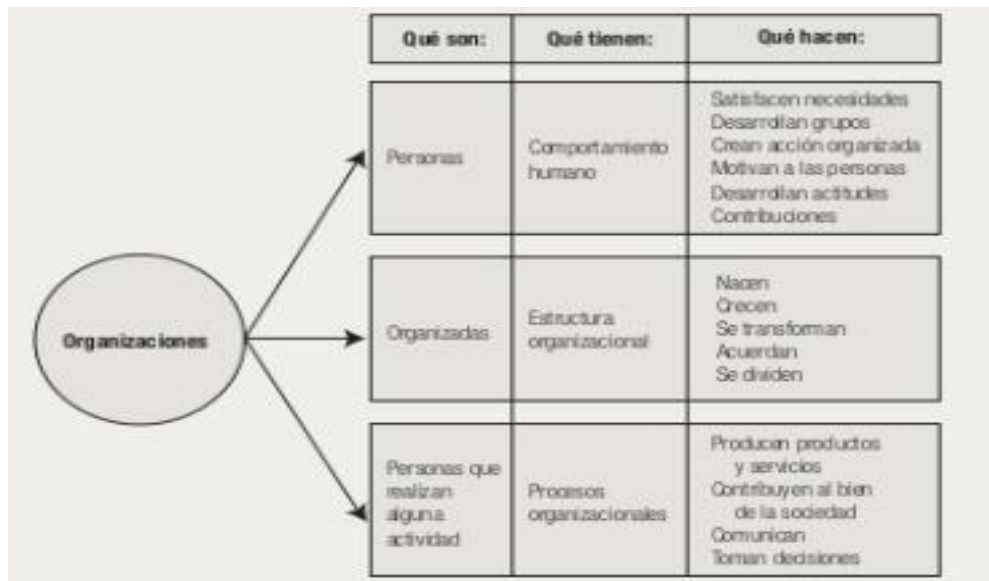 Qué son:
Qué tienen:
Qué hacen:
Personas
Comportamiento
humano
Satisfacen necesidades
Desarrollan grupos
Crean acción organizada
Motivan a las personas
Desarrollan actitudes
Contribuciones
Organizaciones
Organizadas
Estructura
organizacional
Nacen
Crecen
Se transforman
Acuerdan
Se dividen
Personas que
realizan
alguna
actividad
Procesos
organizacionales
Producen productos
y servicios
Contribuyen al bien
de la sociedad
Comunican
Toman decisiones